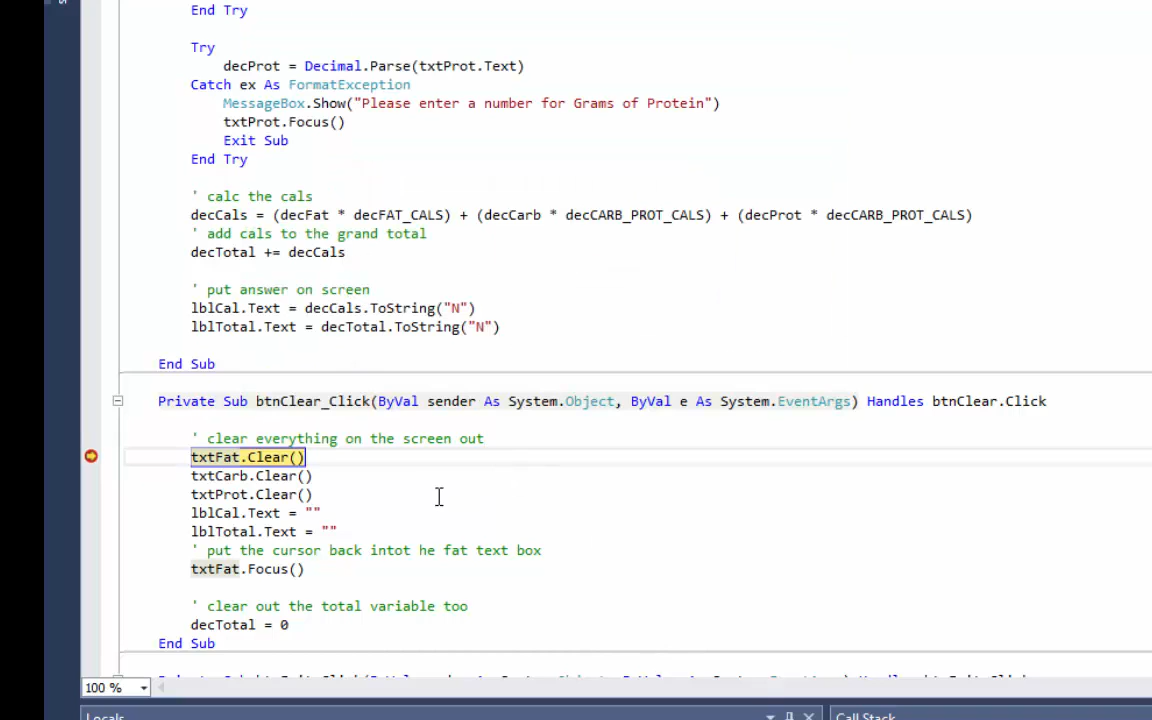 End Try
Try
decProt = Decimal.Parse(txtProt.Text)
Catch ex As FormatException
MessageBox.Show("Please enter a number for Grams of Protein")
txtProt.Focus()
Exit Sub
End Try
' calc the cals
decCals = (decFat * decFAT_CALS) + (decCarb * decCARB_PROT_CALS) + (decProt * decCARB_PROT_CALS)
' add cals to the grand total
decTotal += decCals
' put answer on screen
lblCal.Text = decCals.ToString("N")
lblTotal.Text = decTotal.ToString("N")
End Sub
Private Sub btnClear_Click(ByVal sender As System.Object, ByVal e As System.EventArgs) Handles btnClear.Click
' clear everything on the screen out
txtFat.Clear()
txtCarb.Clear()
txtProt.Clear()
lblCal.Text = ""
lblTotal.Text = ""
' put the cursor back intot he fat text box
txtFat.Focus()
' clear out the total variable too
decTotal = 0
End Sub
100 %
Locals
Call Stack